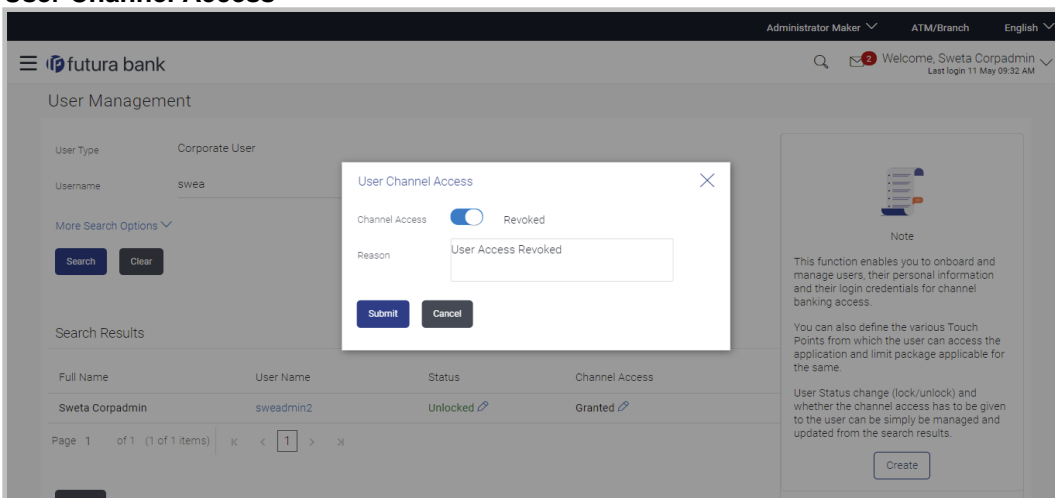 User Channel Access
Administrator Maker ATM/Branch English
futura bank
2 Welcome, Sweta Corpadmin
Last login 11 May 09:32 AM
User Management
User Type Corporate User
Username swea
More Search Options
Search Clear
User Channel Access
Channel Access Revoked
Reason User Access Revoked
Submit Cancel
Search Results
Full Name User Name Status Channel Access
Sweta Corpadmin sweadmin2 Unlocked Granted
Page 1 of 1 (1 of 1 items) K < 1 > >|
Note
This function enables you to onboard and
manage users, their personal information
and their login credentials for channel
banking access.
You can also define the various Touch
Points from which the user can access the
application and limit package applicable for
the same.
User Status change (lock/unlock) and
whether the channel access has to be given
to the user can be simply be managed and
updated from the search results.
Create